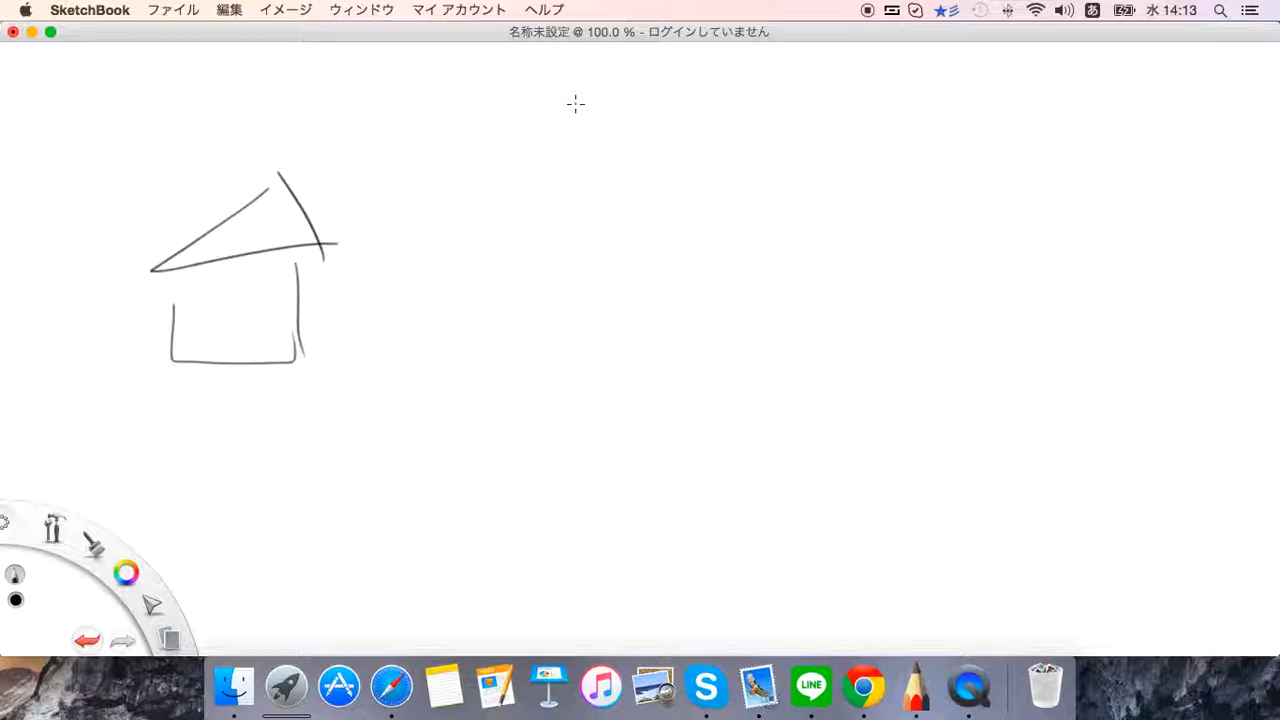 SketchBook ファイル 編集 イメージ ウィンドウ マイ アカウント ヘルプ あ 水 14:13
名称未設定 @ 100.0 % - ログインしていません
LINE